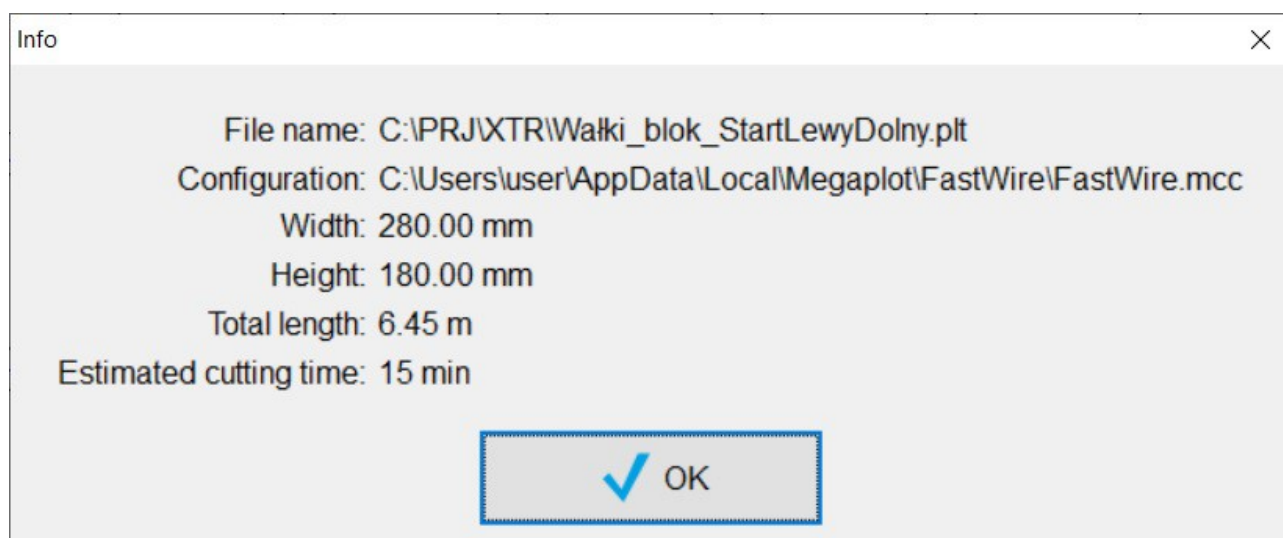 Info
File name: C:\PRJ\XTR\Wałki_blok_StartLewyDolny.plt
Configuration: C:\Users\user\AppData\Local\Megaplot\FastWire\FastWire.mcc
Width: 280.00 mm
Height: 180.00 mm
Total length: 6.45 m
Estimated cutting time: 15 min
OK